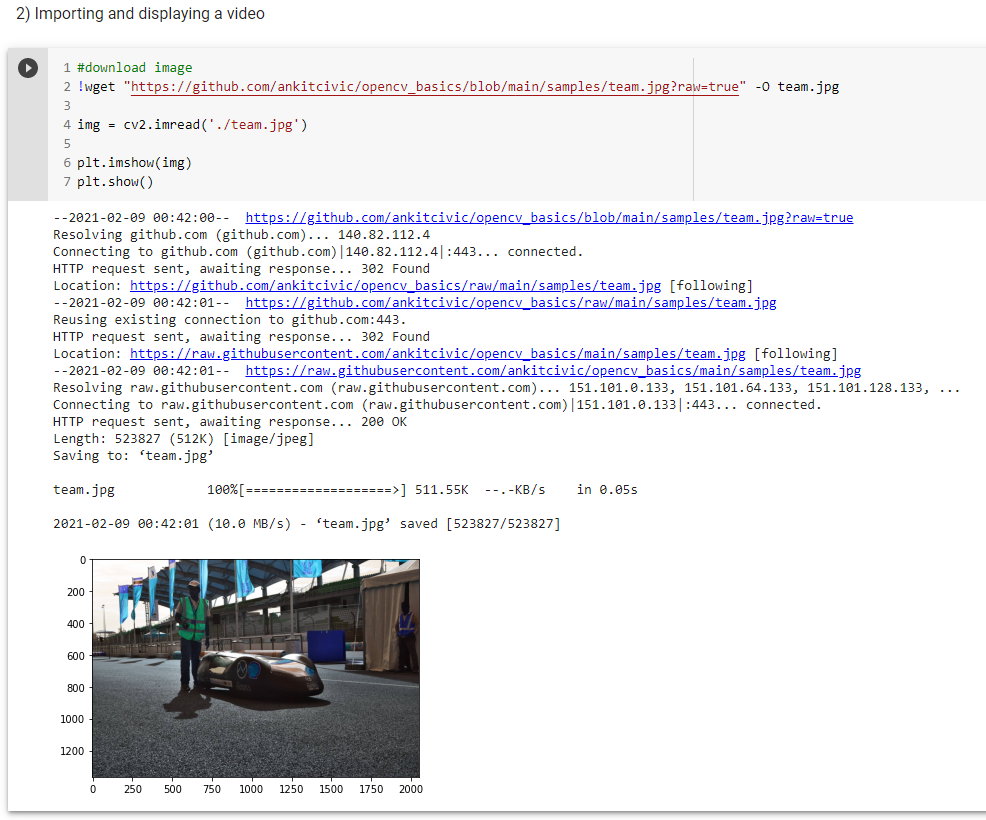 2) Importing and displaying a video
1 #download image
2 !wget "https://github.com/ankitcivic/opencv_basics/blob/main/samples/team.jpg?raw=true" -O team.jpg
3
4 img = cv2.imread('./team.jpg')
5
6 plt.imshow(img)
7 plt.show()
--2021-02-09 00:42:00--  https://github.com/ankitcivic/opencv_basics/blob/main/samples/team.jpg?raw=true
Resolving github.com (github.com)... 140.82.112.4
Connecting to github.com (github.com)|140.82.112.4|:443... connected.
HTTP request sent, awaiting response... 302 Found
Location: https://github.com/ankitcivic/opencv_basics/raw/main/samples/team.jpg [following]
--2021-02-09 00:42:01--  https://github.com/ankitcivic/opencv_basics/raw/main/samples/team.jpg
Reusing existing connection to github.com:443.
HTTP request sent, awaiting response... 302 Found
Location: https://raw.githubusercontent.com/ankitcivic/opencv_basics/main/samples/team.jpg [following]
--2021-02-09 00:42:01--  https://raw.githubusercontent.com/ankitcivic/opencv_basics/main/samples/team.jpg
Resolving raw.githubusercontent.com (raw.githubusercontent.com)... 151.101.0.133, 151.101.64.133, 151.101.128.133, ...
Connecting to raw.githubusercontent.com (raw.githubusercontent.com)|151.101.0.133|:443... connected.
HTTP request sent, awaiting response... 200 OK
Length: 523827 (512K) [image/jpeg]
Saving to: ‘team.jpg’
team.jpg            100%[===================>] 511.55K  --.-KB/s    in 0.05s
2021-02-09 00:42:01 (10.0 MB/s) - ‘team.jpg’ saved [523827/523827]
0
200
400
600
800
1000
1200
0 250 500 750 1000 1250 1500 1750 2000